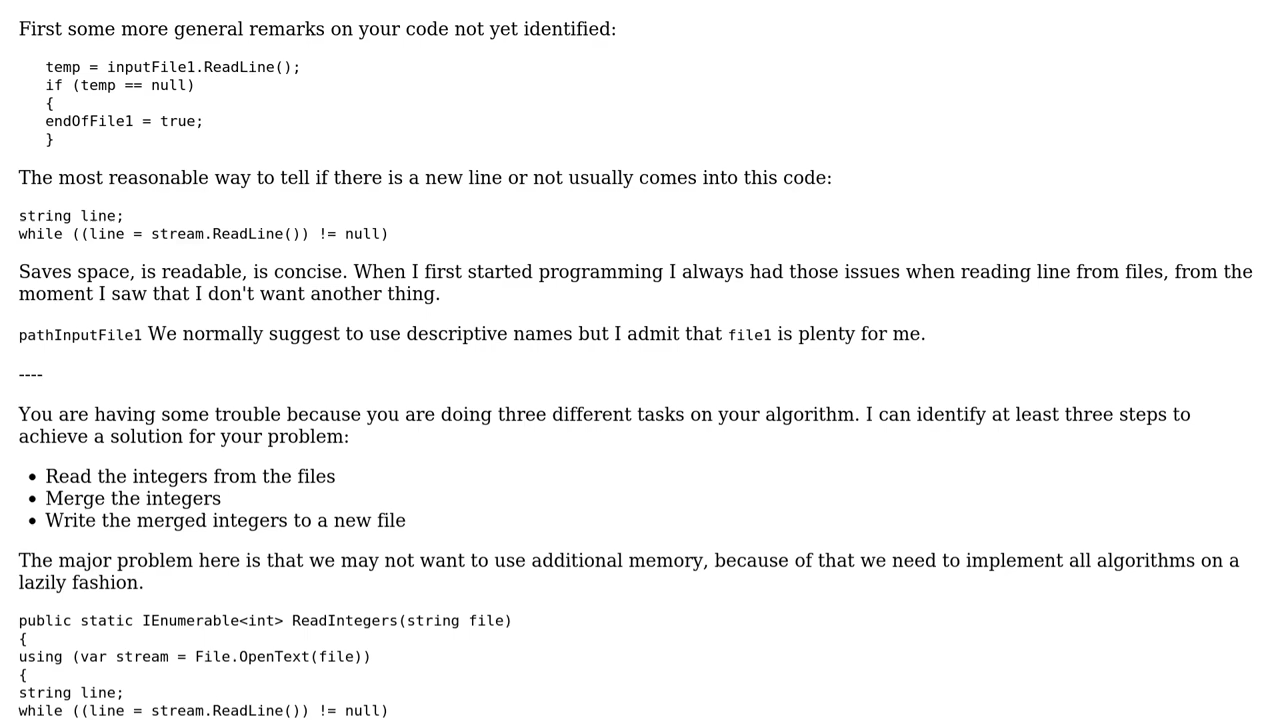 First some more general remarks on your code not yet identified:
temp = inputFile1.ReadLine();
if (temp == null)
{
endOfFile1 = true;
}
The most reasonable way to tell if there is a new line or not usually comes into this code:
string line;
while ((line = stream.ReadLine()) != null)
Saves space, is readable, is concise. When I first started programming I always had those issues when reading line from files, from the
moment I saw that I don't want another thing.
pathInputFile1 We normally suggest to use descriptive names but I admit that file1 is plenty for me.
----
You are having some trouble because you are doing three different tasks on your algorithm. I can identify at least three steps to
achieve a solution for your problem:
• Read the integers from the files
• Merge the integers
• Write the merged integers to a new file
The major problem here is that we may not want to use additional memory, because of that we need to implement all algorithms on a
lazily fashion.
public static IEnumerable<int> ReadIntegers(string file)
{
using (var stream = File.OpenText(file))
{
string line;
while ((line = stream.ReadLine()) != null)